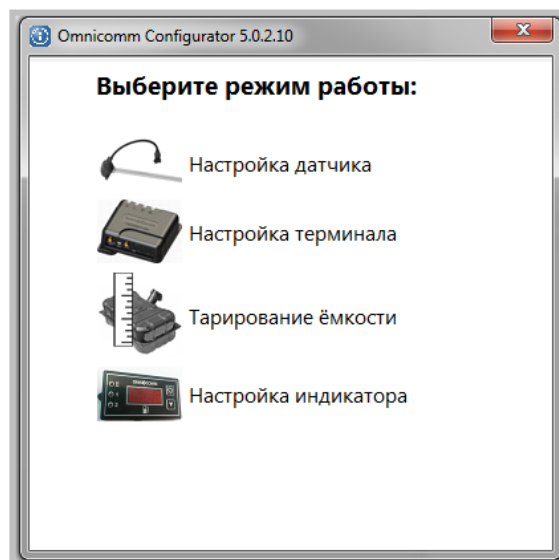 Omnicomm Configurator 5.0.2.10
Выберите режим работы:
Настройка датчика
Настройка терминала
Тарирование ёмкости
Настройка индикатора